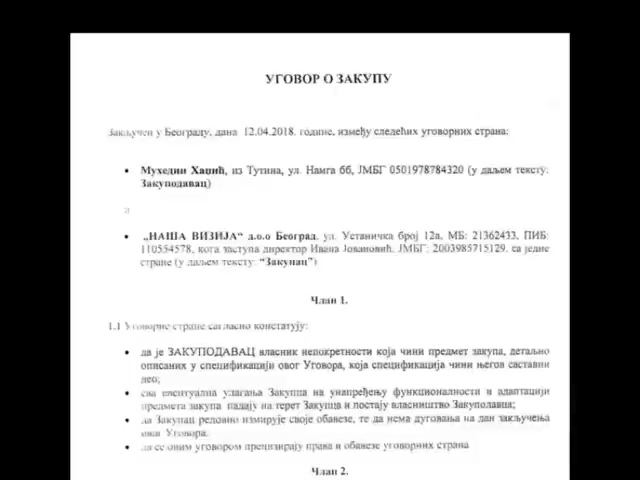 УГОВОР О ЗАКУПУ
Закључен у Београду, дана 12.04.2018. године, између следећих уговорних страна:
• Мухедин Хаџић, из Тутина, ул. Намга бб, ЈМБГ 0501978784320 (у даљем тексту:
Закуподавац)
а
• „НАША ВИЗИЈА“ д.о.о Београд, ул. Устаничка број 12а, МБ: 21362433, ПИБ:
110554578, кога заступа директор Ивана Јовановић, ЈМБГ: 2003985715129, са једне
стране (у даљем тексту: “Закупац”)
Члан 1.
1.1 Уговорне стране сагласно констатују:
• да је ЗАКУПОДАВАЦ власник непокретности која чини предмет закупа, детаљно
описаних у спецификацији овог Уговора, која спецификација чини његов саставни
део;
• сва евентуална улагања Закупца на унапређењу функционалности и адаптацији
предмета закупа падају на терет Закупца и постају власништво Закуподавца;
• да Закупац редовно измирује своје обавезе, те да нема дуговања на дан закључења
овог Уговора.
• да се овим уговором прецизирају права и обавезе уговорних страна
Члан 2.